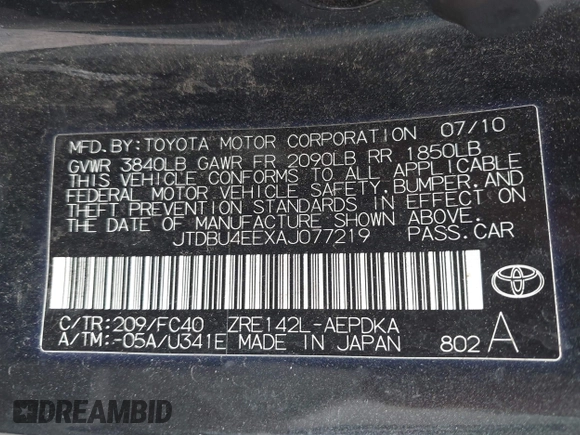 MFD. BY: TOYOTA MOTOR CORPORATION 07/10
GVWR 3840LB GAWR FR 2090LB RR 1850LB
THIS VEHICLE CONFORMS TO ALL APPLICABLE
FEDERAL MOTOR VEHICLE SAFETY, BUMPER, AND
THEFT PREVENTION STANDARDS IN EFFECT ON
THE DATE OF MANUFACTURE SHOWN ABOVE.
JTDBU4EEXAJ077219 PASS. CAR
C/TR: 209/FC40 ZRE142L-AEPDKA
A/TM: -05A/U341E MADE IN JAPAN 802 A
DREAMBID